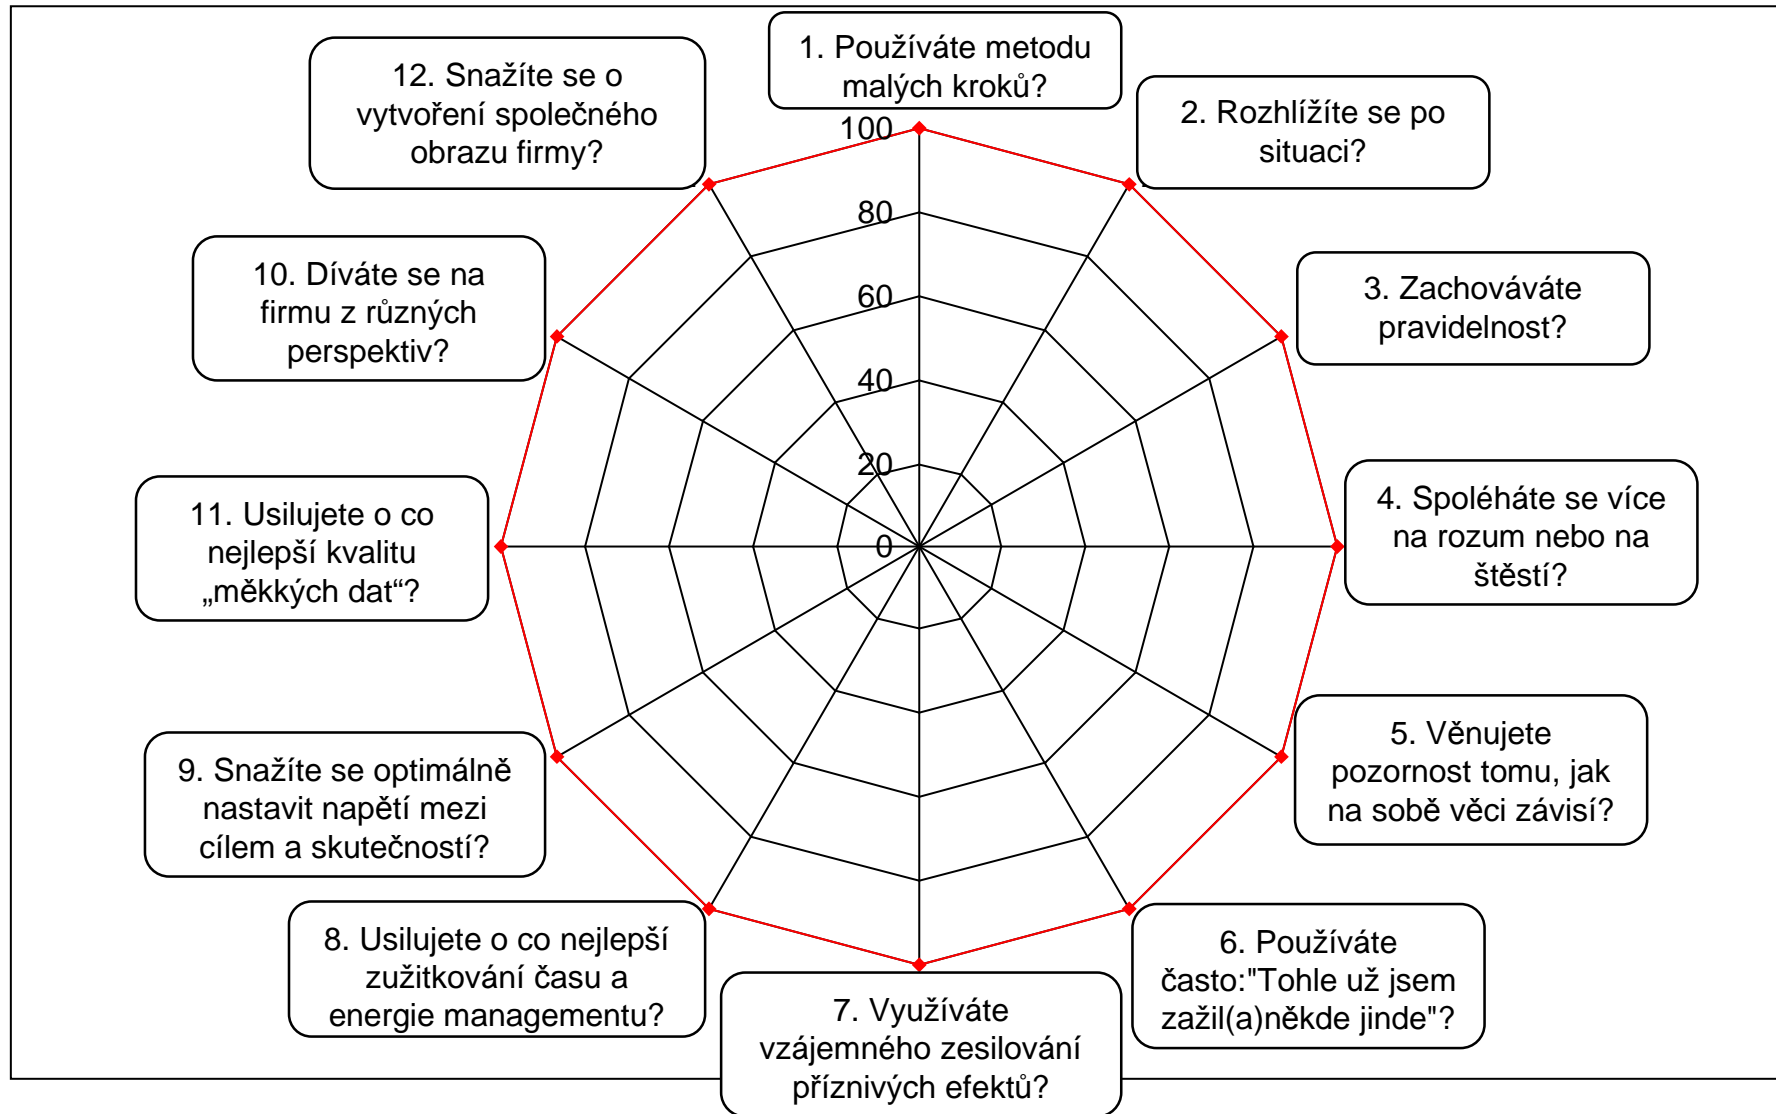 1. Používáte metodu
malých kroků?
2. Rozhlížíte se po
situaci?
3. Zachováváte
pravidelnost?
4. Spoléháte se více
na rozum nebo na
štěstí?
5. Věnujete
pozornost tomu, jak
na sobě věci závisí?
6. Používáte
často:"Tohle už jsem
zažil(a)někde jinde"?
7. Využíváte
vzájemného zesilování
příznivých efektů?
8. Usilujete o co nejlepší
zužitkování času a
energie managementu?
9. Snažíte se optimálně
nastavit napětí mezi
cílem a skutečností?
11. Usilujete o co
nejlepší kvalitu
„měkkých dat“?
10. Díváte se na
firmu z různých
perspektiv?
12. Snažíte se o
vytvoření společného
obrazu firmy?
100
80
60
40
20
0